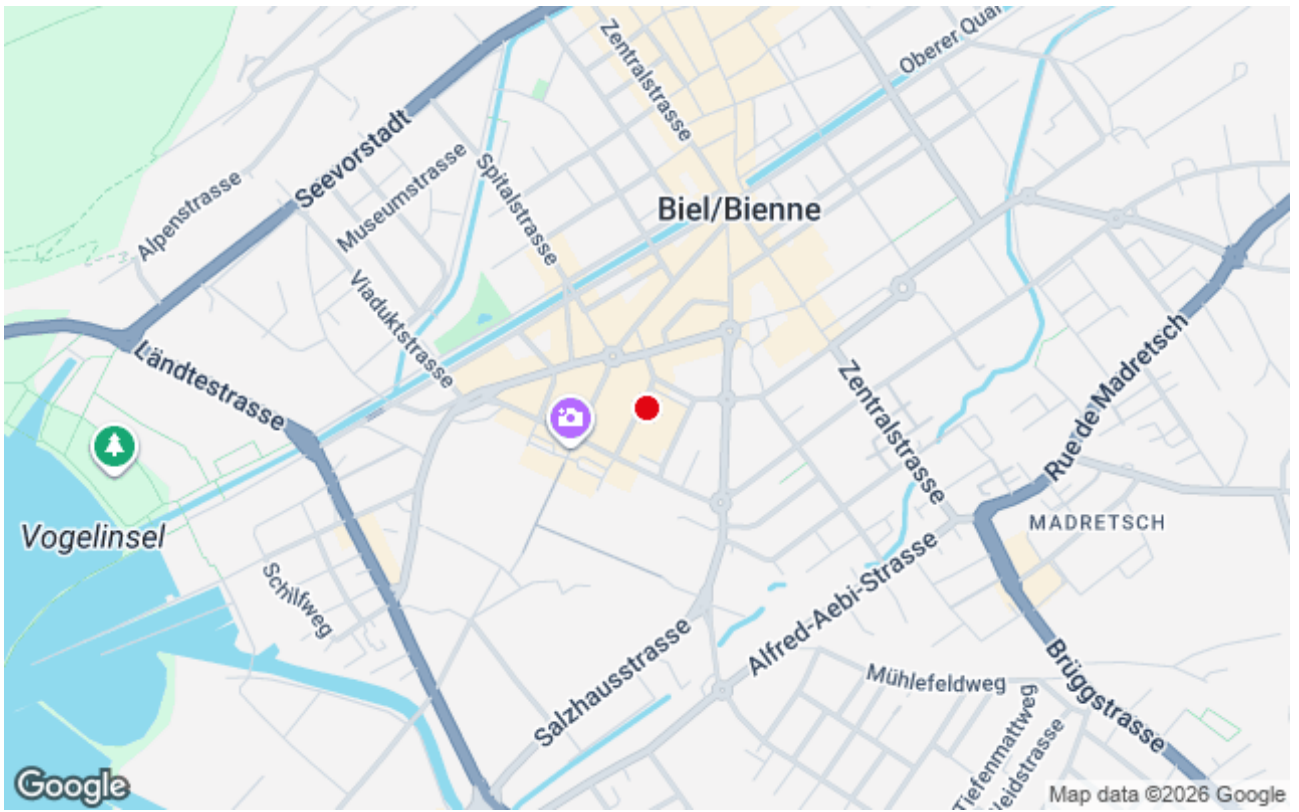 Zentralstrasse
Oberer Quai
Seevorstadt
Museumstrasse
Spitalstrasse
Alpenstrasse
Biel/Bienne
Viaduktstrasse
Ländtestrasse
Zentralstrasse
Rue de Madretsch
Vogelinsel
MADRETSCH
Schilfweg
Alfred-Aebi-Strasse
Salzhausstrasse
Mühlefeldweg
Brüggstrasse
Tiefenmattweg
Google
Map data ©2026 Google